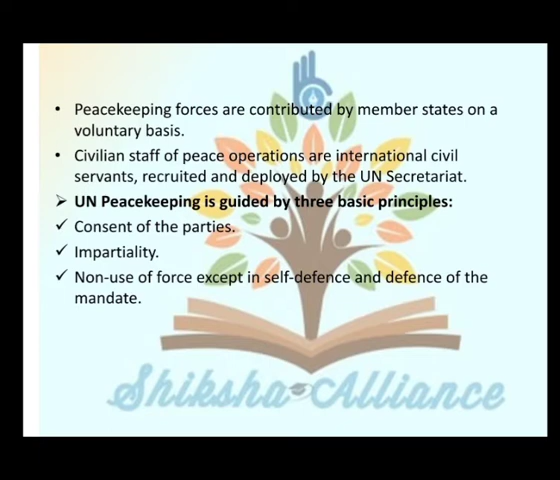 • Peacekeeping forces are contributed by member states on a
voluntary basis.
• Civilian staff of peace operations are international civil
servants, recruited and deployed by the UN Secretariat.
➢ UN Peacekeeping is guided by three basic principles:
✓ Consent of the parties.
✓ Impartiality.
✓ Non-use of force except in self-defence and defence of the
mandate.
Shiksha Alliance